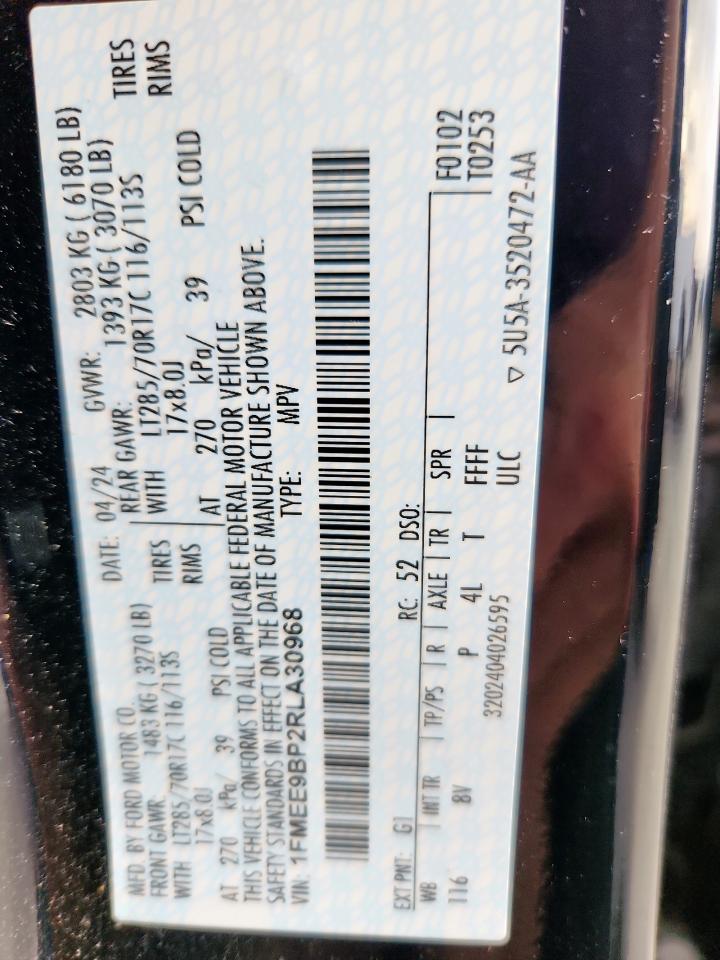 MFD. BY FORD MOTOR CO. DATE: 04/24 GVWR: 2803 KG ( 6180 LB)
FRONT GAWR: 1483 KG ( 3270 LB) REAR GAWR: 1393 KG ( 3070 LB)
WITH LT285/70R17C 116/113S TIRES WITH LT285/70R17C 116/113S TIRES
17x8.0J RIMS 17x8.0J RIMS
AT 270 kPa/ 39 PSI COLD AT 270 kPa/ 39 PSI COLD
THIS VEHICLE CONFORMS TO ALL APPLICABLE FEDERAL MOTOR VEHICLE
SAFETY STANDARDS IN EFFECT ON THE DATE OF MANUFACTURE SHOWN ABOVE.
VIN: 1FMEE9BP2RLA30968 TYPE: MPV
EXT PNT: G1 RC: 52 DSO:
WB INT TR TP/PS R AXLE TR SPR F0102
116 8V P 4L T FFFF T0253
3202404026595 ULC ▽ 5U5A-3520472-AA